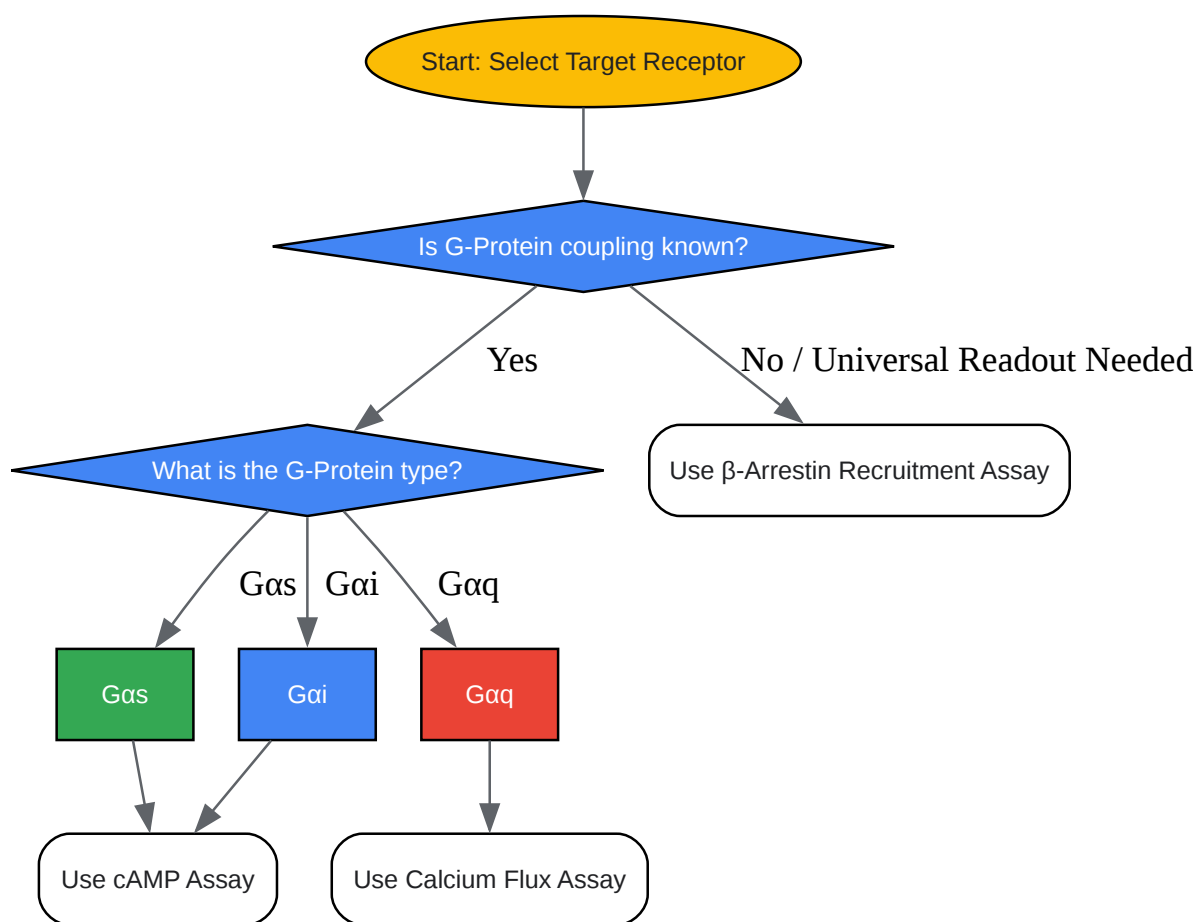 Start: Select Target Receptor
Is G-Protein coupling known?
Yes
No / Universal Readout Needed
What is the G-Protein type?
Use β-Arrestin Recruitment Assay
Gαs
Gαi
Gαq
Gαs
Gαi
Gαq
Use cAMP Assay
Use Calcium Flux Assay